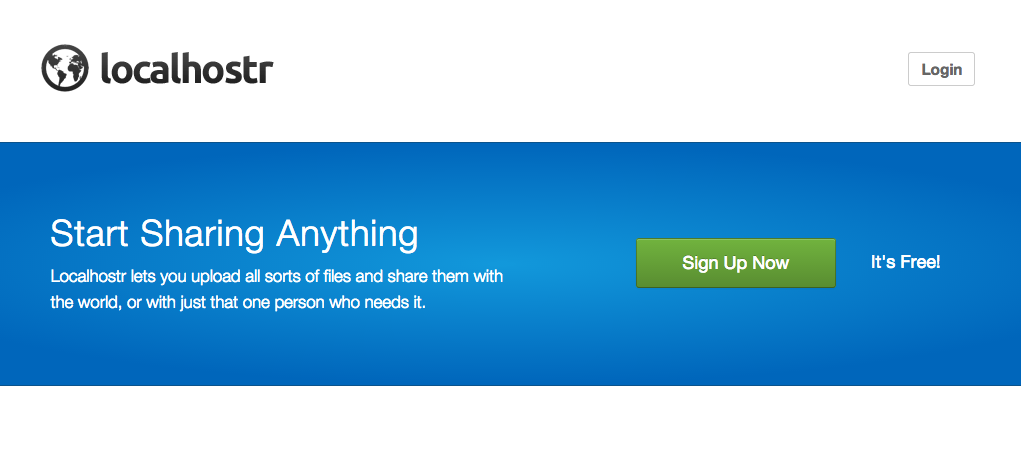 localhostr
Login
Start Sharing Anything
Localhostr lets you upload all sorts of files and share them with
the world, or with just that one person who needs it.
Sign Up Now
It's Free!